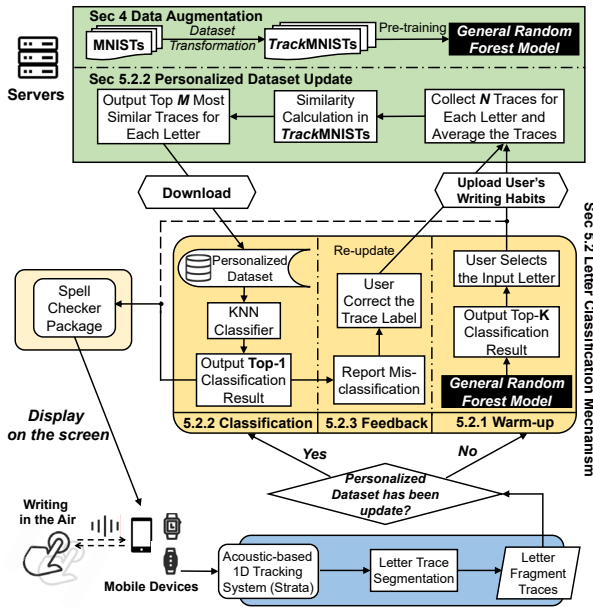 Sec 4 Data Augmentation
MNISTs
Dataset
Transformation
TrackMNISTs
Pre-training
General Random
Forest Model
Servers
Sec 5.2.2 Personalized Dataset Update
Output Top M Most
Similar Traces for
Each Letter
Similarity
Calculation in
TrackMNISTs
Collect N Traces for
Each Letter and
Average the Traces
Download
Upload User's
Writing Habits
Sec 5.2 Letter Classification Mechanism
Personalized
Dataset
KNN
Classifier
Output Top-1
Classification
Result
Re-update
User
Correct the
Trace Label
Report Mis-
classification
User Selects
the Input Letter
Output Top-K
Classification
Result
General Random
Forest Model
5.2.2 Classification
5.2.3 Feedback
5.2.1 Warm-up
Spell
Checker
Package
Display
on the screen
Yes
No
Personalized
Dataset has been
update?
Writing
in the Air
Mobile Devices
Acoustic-based
1D Tracking
System (Strata)
Letter Trace
Segmentation
Letter
Fragment
Traces